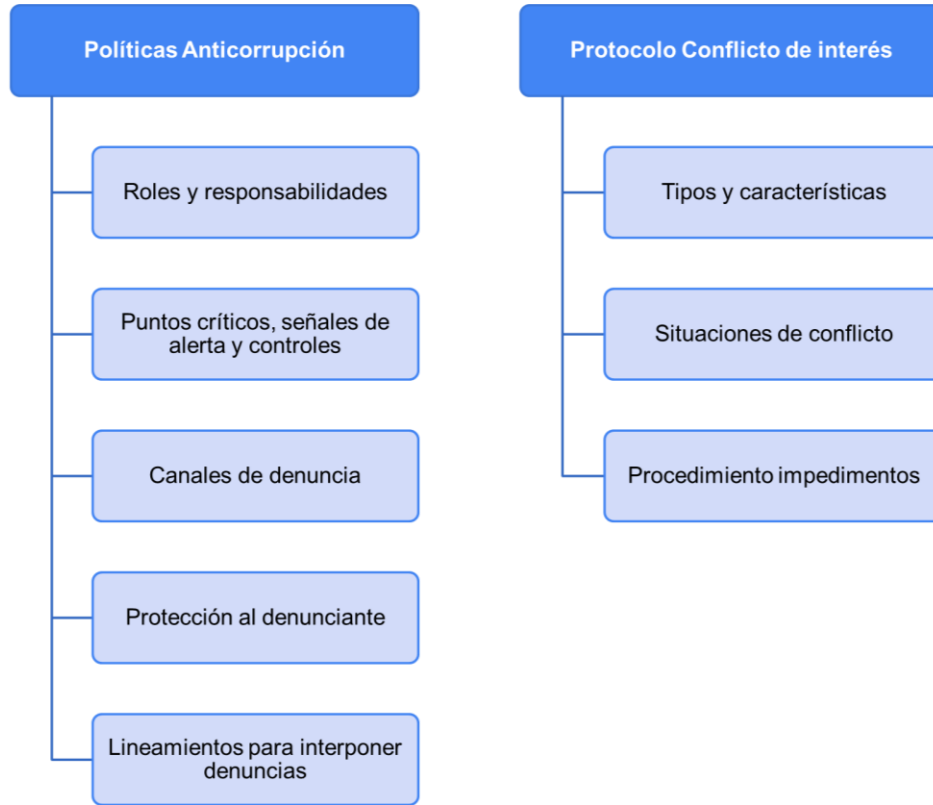 Políticas Anticorrupción
Roles y responsabilidades
Puntos críticos, señales de
alerta y controles
Canales de denuncia
Protección al denunciante
Lineamientos para interponer
denuncias
Protocolo Conflicto de interés
Tipos y características
Situaciones de conflicto
Procedimiento impedimentos